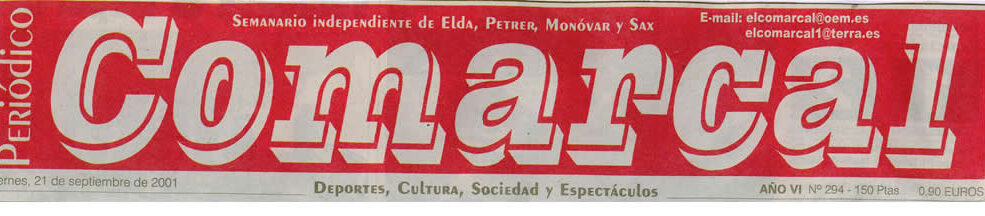 Periódico
Semanario independiente de Elda, Petrer, Monóvar y Sax
E-mail: elcomarcal@oem.es
elcomarcal1@terra.es
Comarcal
ernes, 21 de septiembre de 2001
Deportes, Cultura, Sociedad y Espectáculos
AÑO VI Nº 294 - 150 Ptas 0,90 EUROS